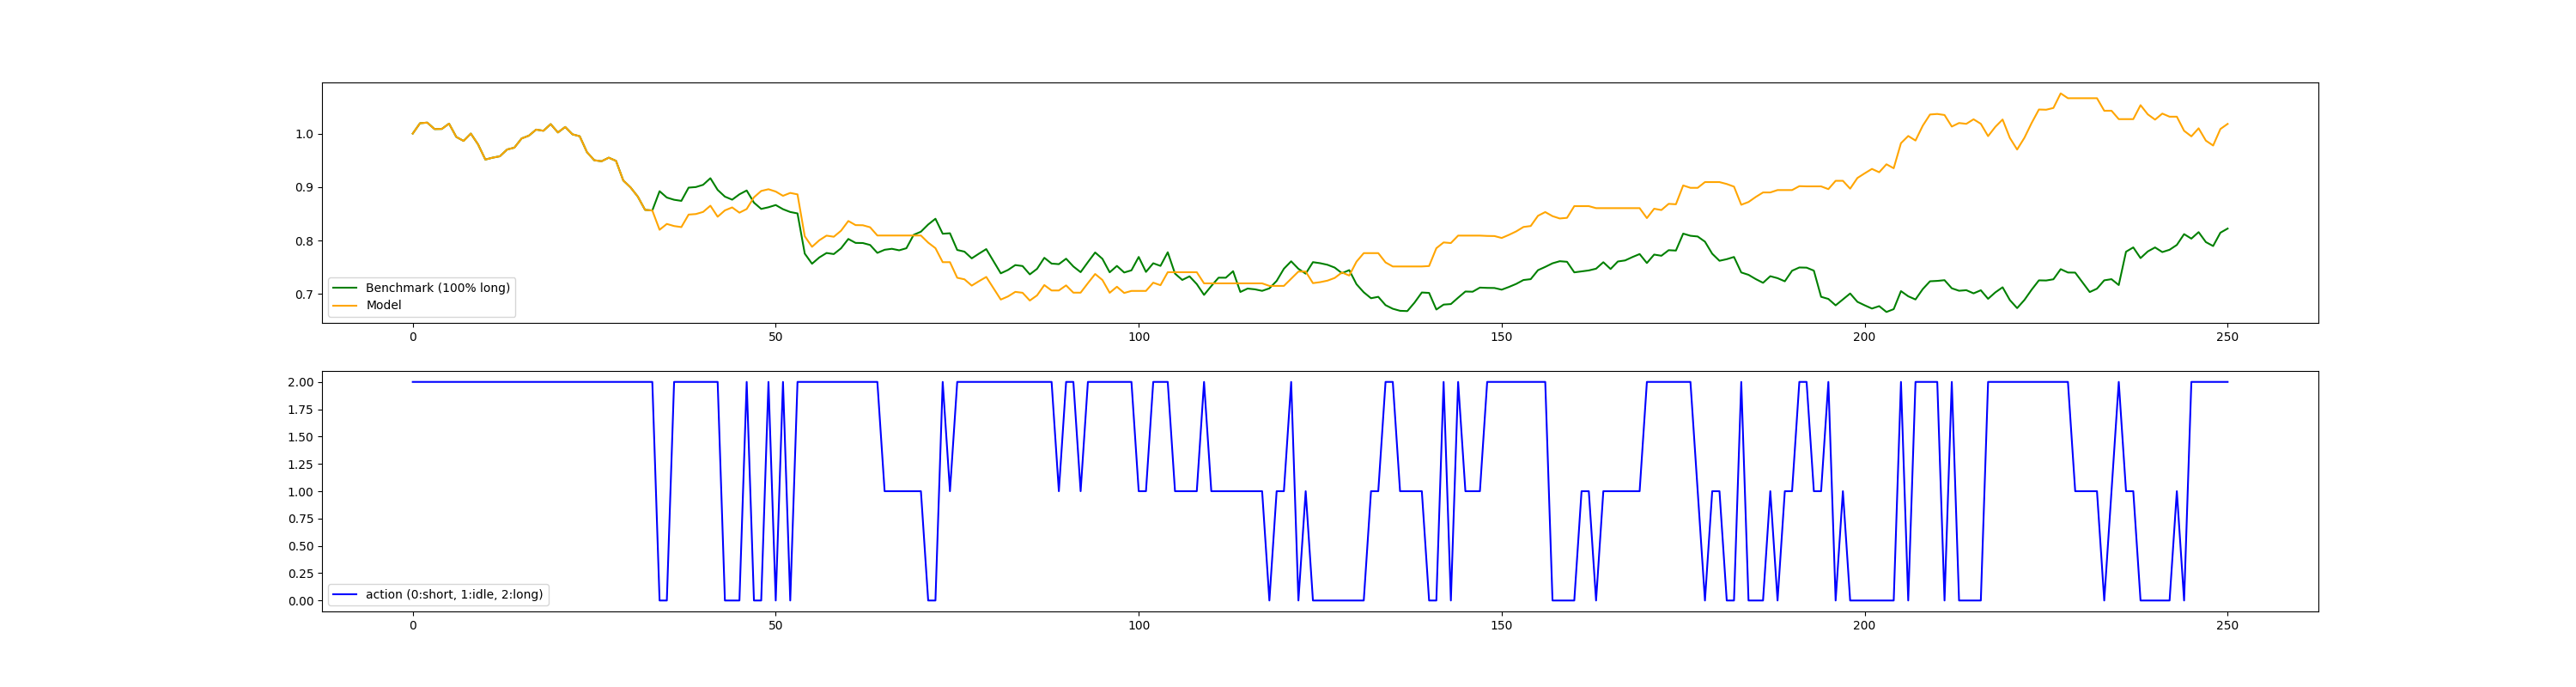 1.0
0.9
0.8
0.7
Benchmark (100% long)
Model
0 50 100 150 200 250
2.00
1.75
1.50
1.25
1.00
0.75
0.50
0.25
0.00
action (0:short, 1:idle, 2:long)
0 50 100 150 200 250